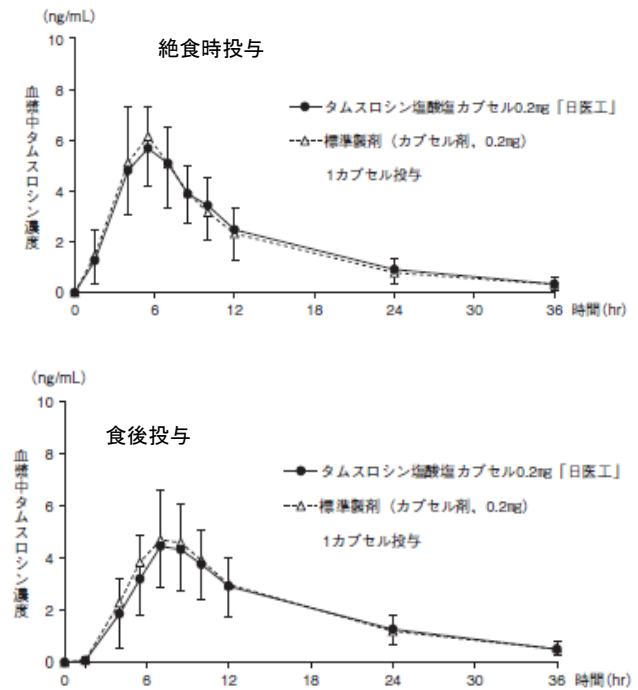 (ng/mL)
絶食時投与
10
8
6
4
2
0
血漿中タムスロシン濃度
タムスロシン塩酸塩カプセル0.2mg「日医工」
標準製剤(カプセル剤、0.2mg)
1カプセル投与
0 6 12 18 24 30 36 時間(hr)
(ng/mL)
食後投与
10
8
6
4
2
0
血漿中タムスロシン濃度
タムスロシン塩酸塩カプセル0.2mg「日医工」
標準製剤(カプセル剤、0.2mg)
1カプセル投与
0 6 12 18 24 30 36 時間(hr)